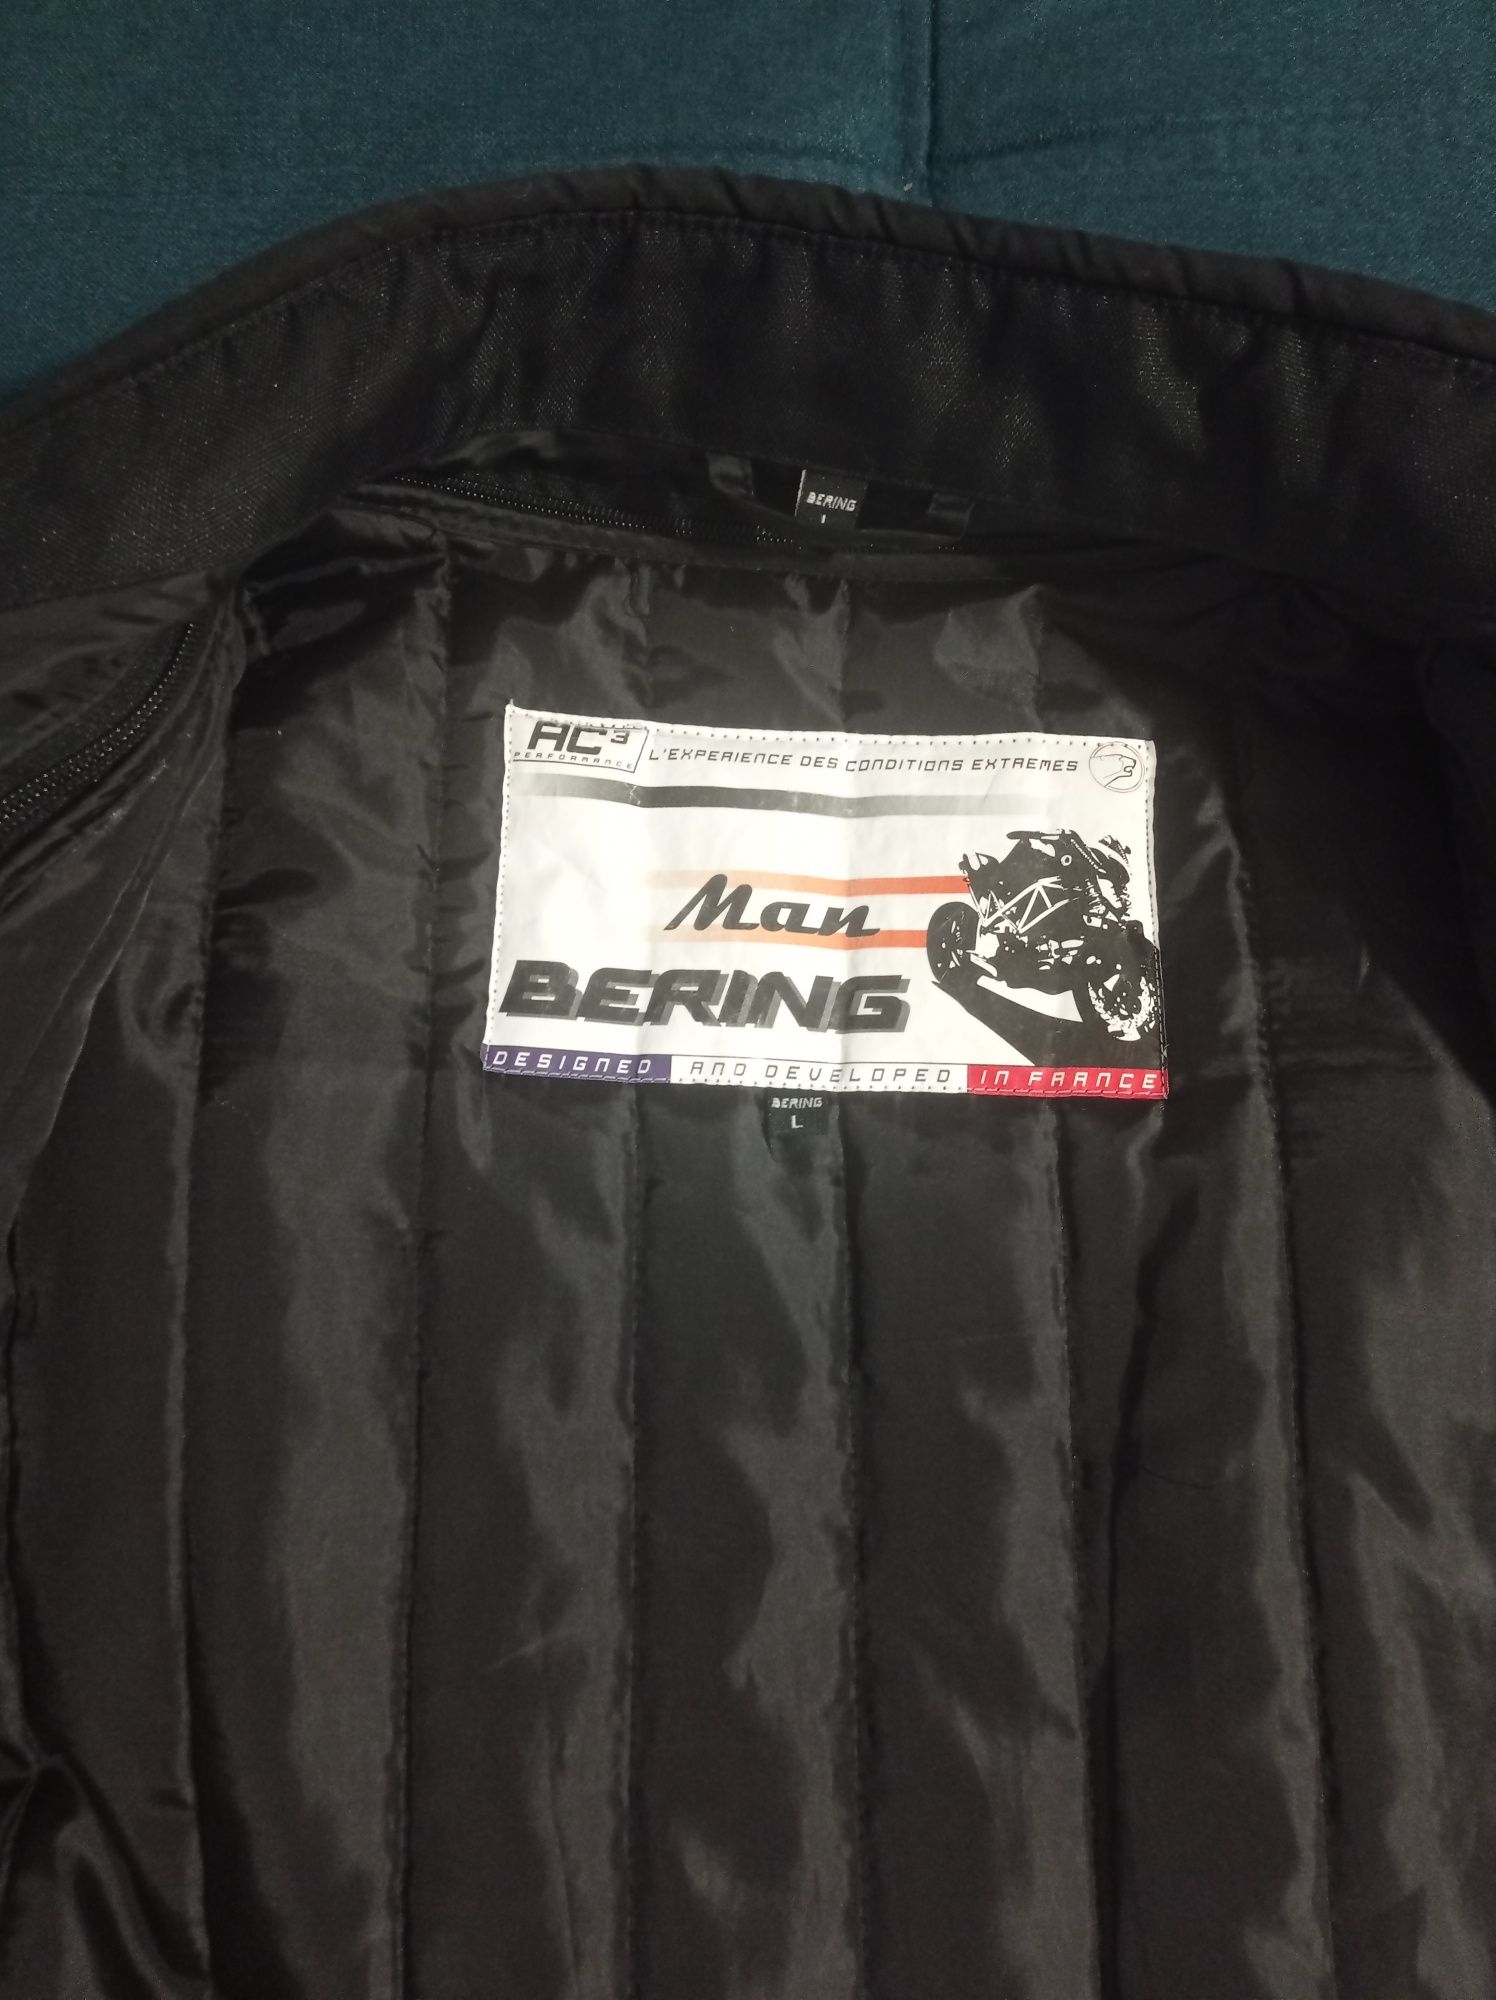 BERING
L
AC3
PERFORMANCE
L'EXPERIENCE DES CONDITIONS EXTREMES
Man
BERING
DESIGNED AND DEVELOPED IN FRANCE
BERING
L